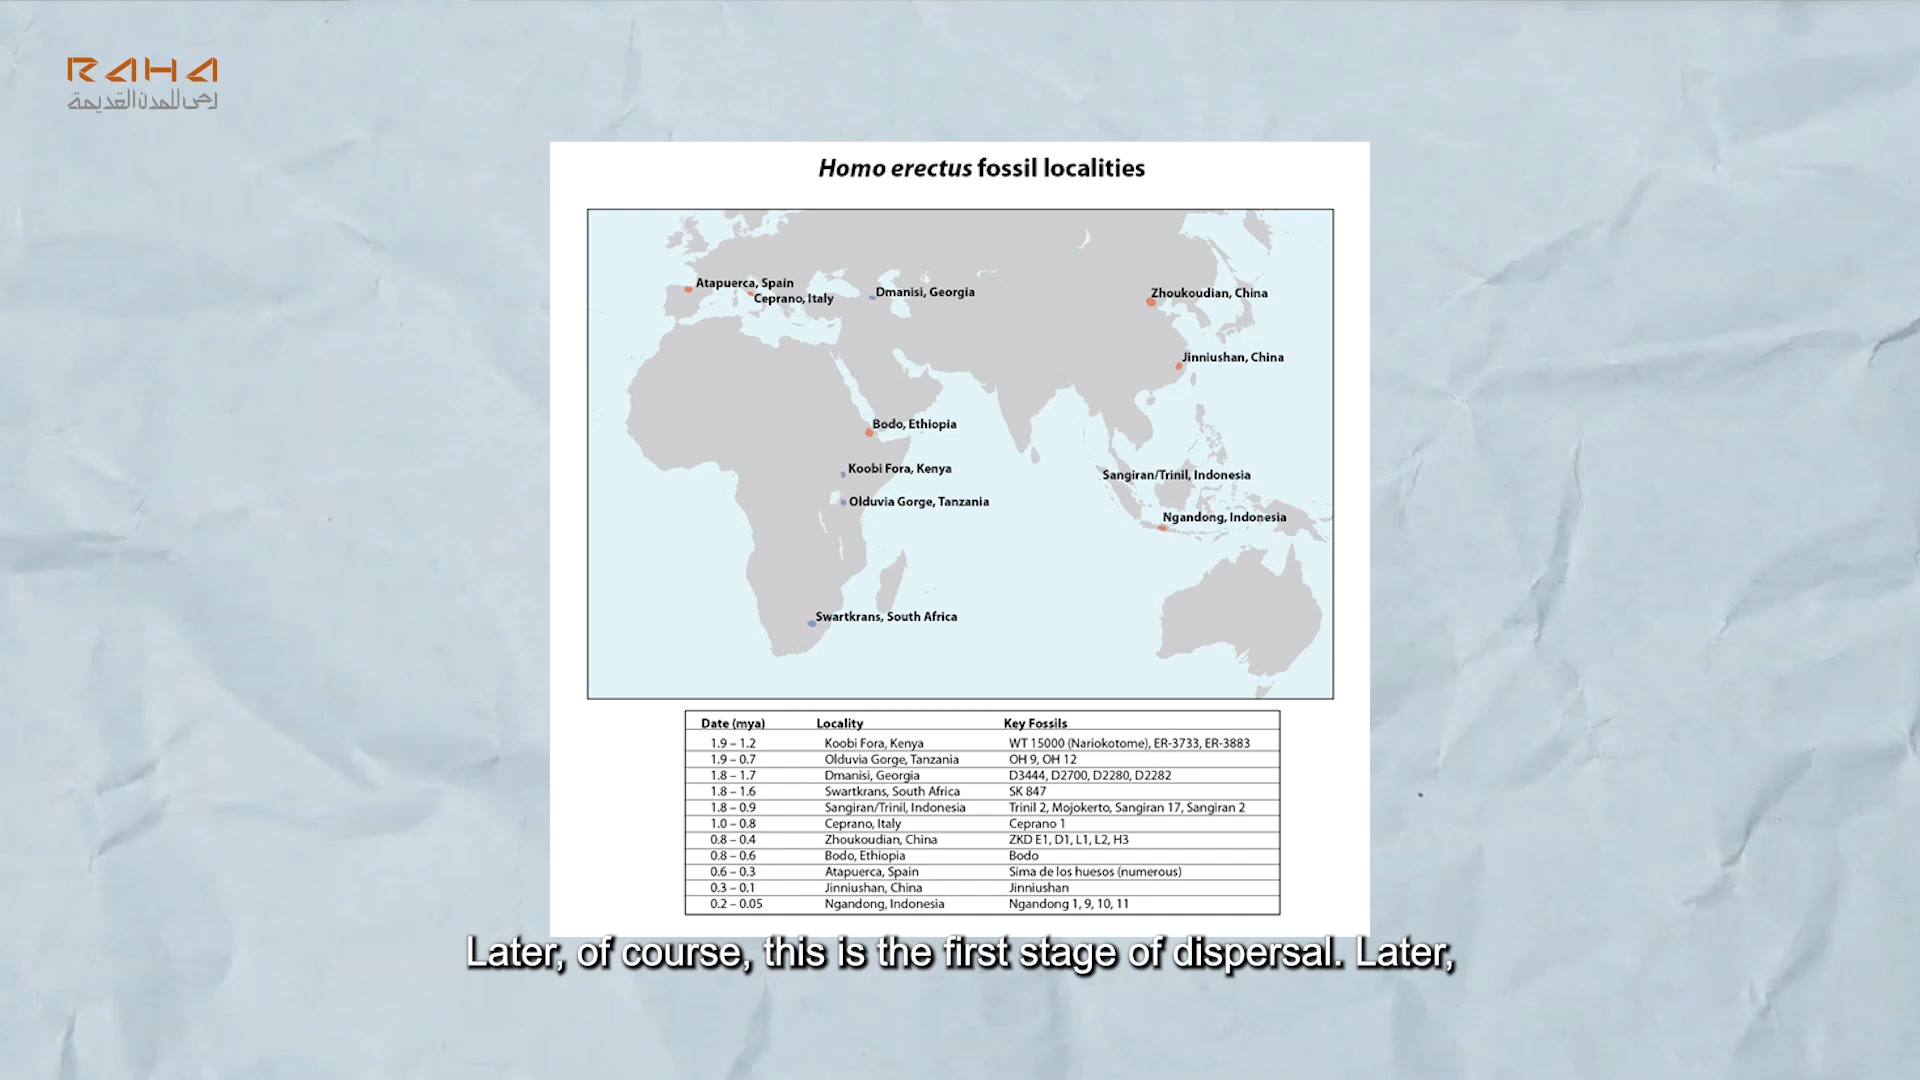 RAHA
رحى للمدن القديمة
Homo erectus fossil localities
Atapuerca, Spain
Ceprano, Italy
Dmanisi, Georgia
Zhoukoudian, China
Jinniushan, China
Bodo, Ethiopia
Koobi Fora, Kenya
Sangiran/Trinil, Indonesia
Olduvia Gorge, Tanzania
Ngandong, Indonesia
Swartkrans, South Africa
Date (mya) Locality Key Fossils
1.9 – 1.2 Koobi Fora, Kenya WT 15000 (Nariokotome), ER-3733, ER-3883
1.9 – 0.7 Olduvia Gorge, Tanzania OH 9, OH 12
1.8 – 1.7 Dmanisi, Georgia D3444, D2700, D2280, D2282
1.8 – 1.6 Swartkrans, South Africa SK 847
1.8 – 0.9 Sangiran/Trinil, Indonesia Trinil 2, Mojokerto, Sangiran 17, Sangiran 2
1.0 – 0.8 Ceprano, Italy Ceprano 1
0.8 – 0.4 Zhoukoudian, China ZKD E1, D1, L1, L2, H3
0.8 – 0.6 Bodo, Ethiopia Bodo
0.6 – 0.3 Atapuerca, Spain Sima de los huesos (numerous)
0.3 – 0.1 Jinniushan, China Jinniushan
0.2 – 0.05 Ngandong, Indonesia Ngandong 1, 9, 10, 11
Later, of course, this is the first stage of dispersal. Later,